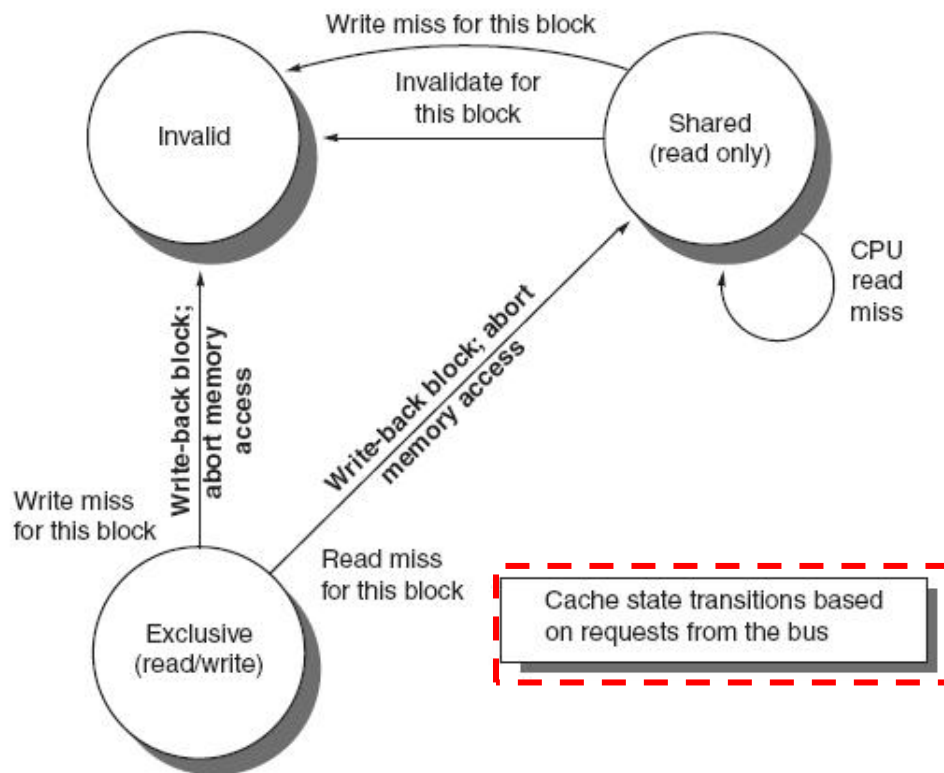 Write miss for this block
Invalidate for
this block
Invalid
Shared
(read only)
CPU
read
miss
Write-back block;
abort memory
access
Write-back block; abort
memory access
Write miss
for this block
Read miss
for this block
Exclusive
(read/write)
Cache state transitions based
on requests from the bus